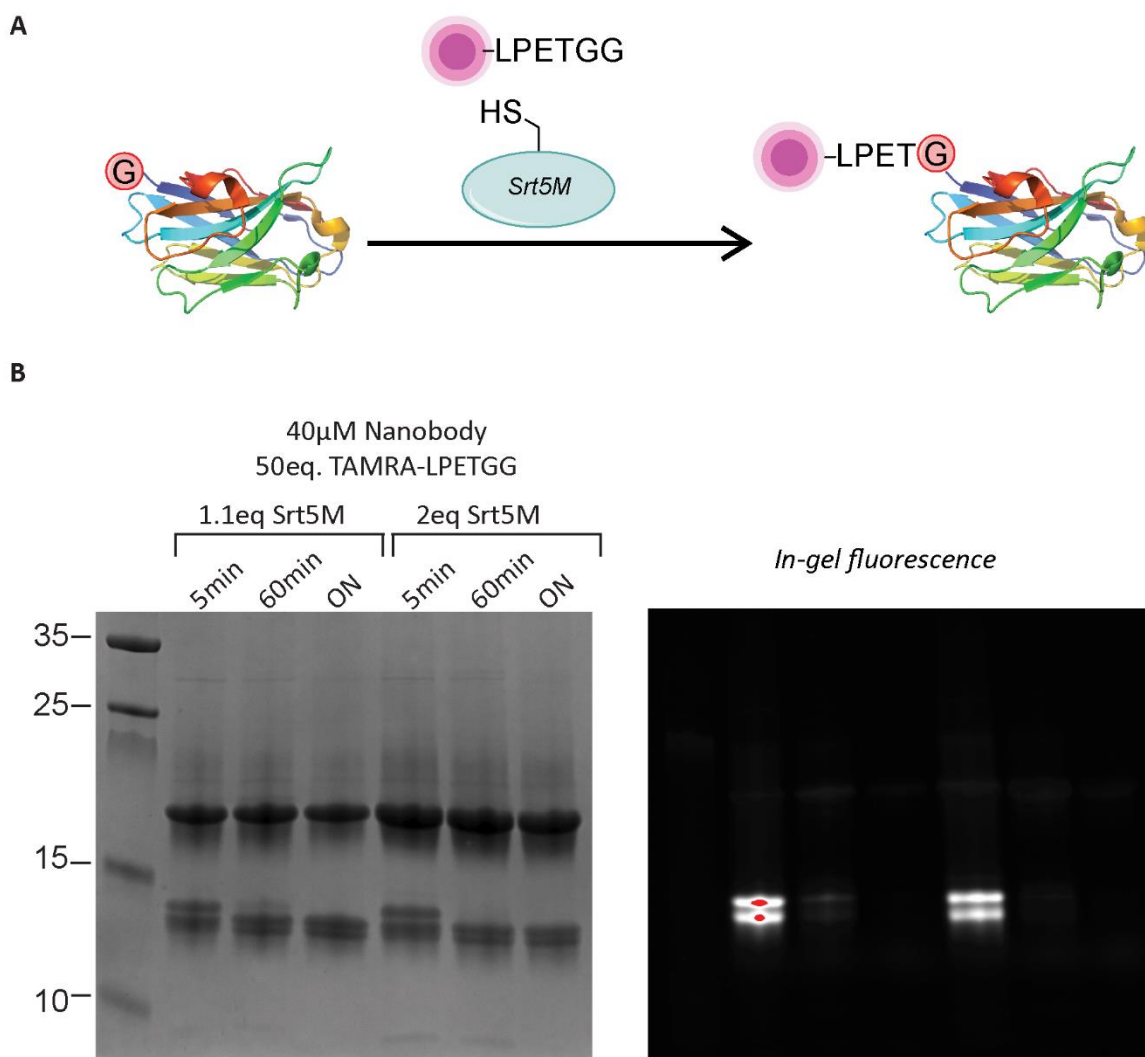 A
LPETGG
HS
Srt5M
G
-LPETG
B
40µM Nanobody
50eq. TAMRA-LPETGG
1.1eq Srt5M 2eq Srt5M
5min 60min ON 5min 60min ON
In-gel fluorescence
35
25
15
10